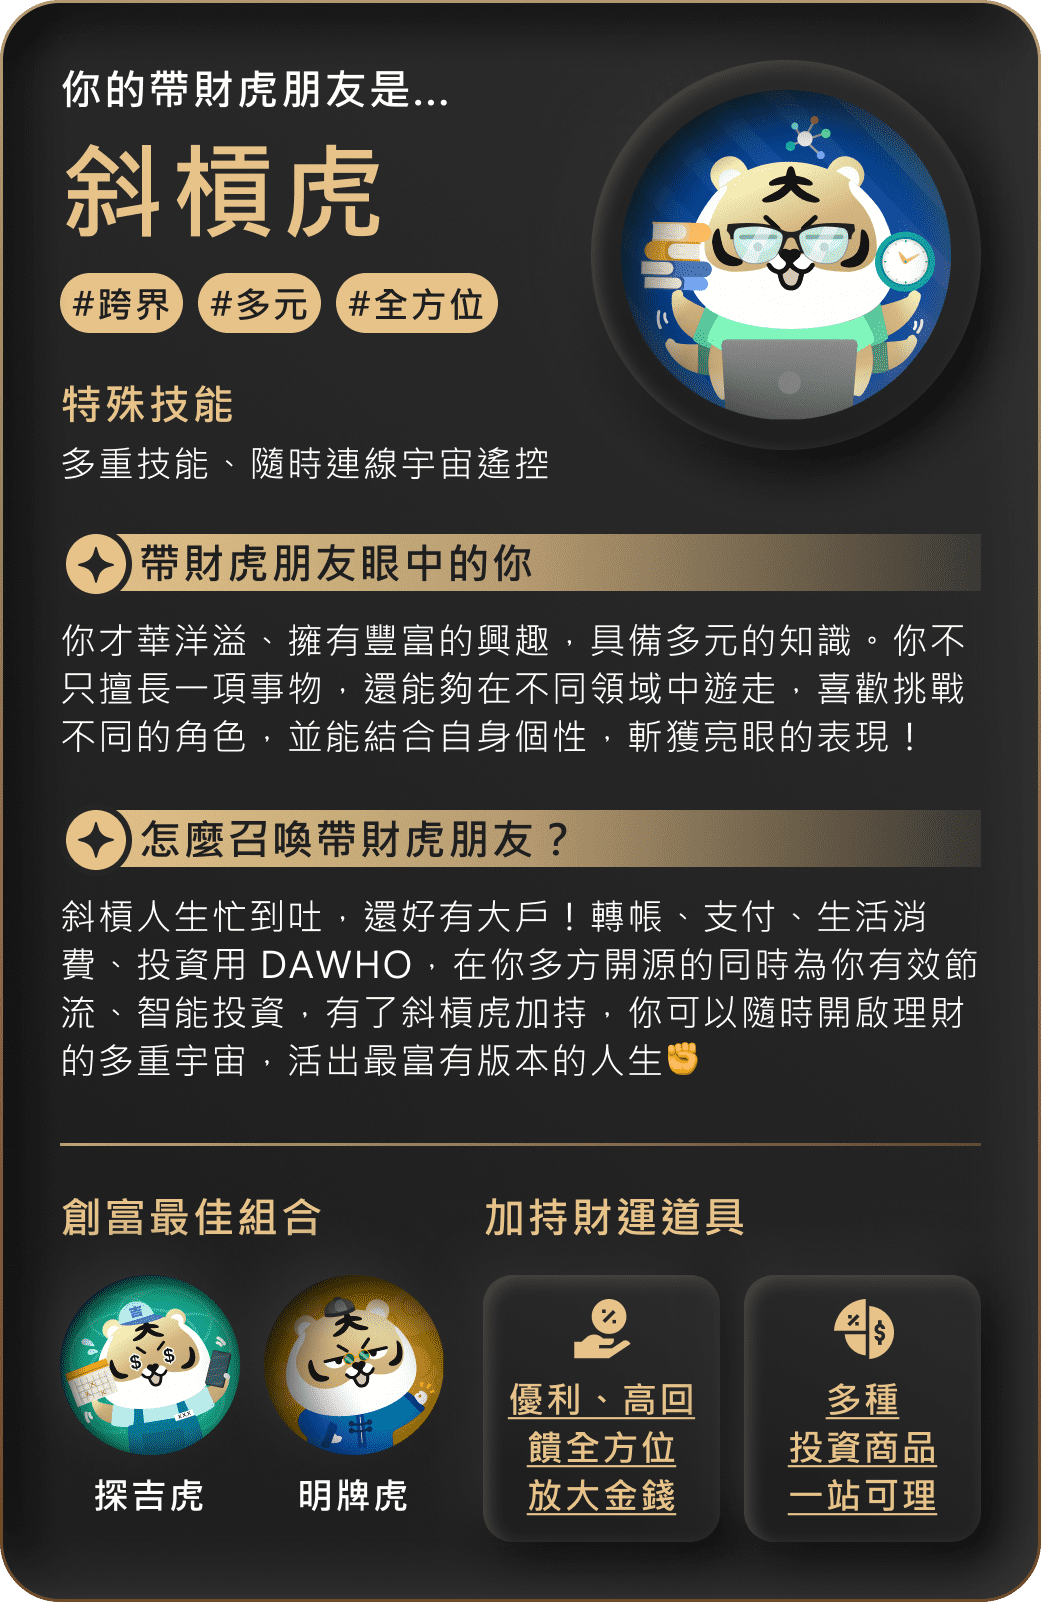 你的帶財虎朋友是...
斜槓虎
#跨界 #多元 #全方位
特殊技能
多重技能、隨時連線宇宙遙控
帶財虎朋友眼中的你
你才華洋溢、擁有豐富的興趣，具備多元的知識。你不
只擅長一項事物，還能夠在不同領域中遊走，喜歡挑戰
不同的角色，並能結合自身個性，斬獲亮眼的表現！
怎麼召喚帶財虎朋友？
斜槓人生忙到吐，還好有大戶！轉帳、支付、生活消
費、投資用 DAWHO，在你多方開源的同時為你有效節
流、智能投資，有了斜槓虎加持，你可以隨時開啟理財
的多重宇宙，活出最富有版本的人生✊
創富最佳組合
吉
$ $
XXX
探吉虎
明牌虎
加持財運道具
%
優利、高回
饋全方位
放大金錢
% $
多種
投資商品
一站可理